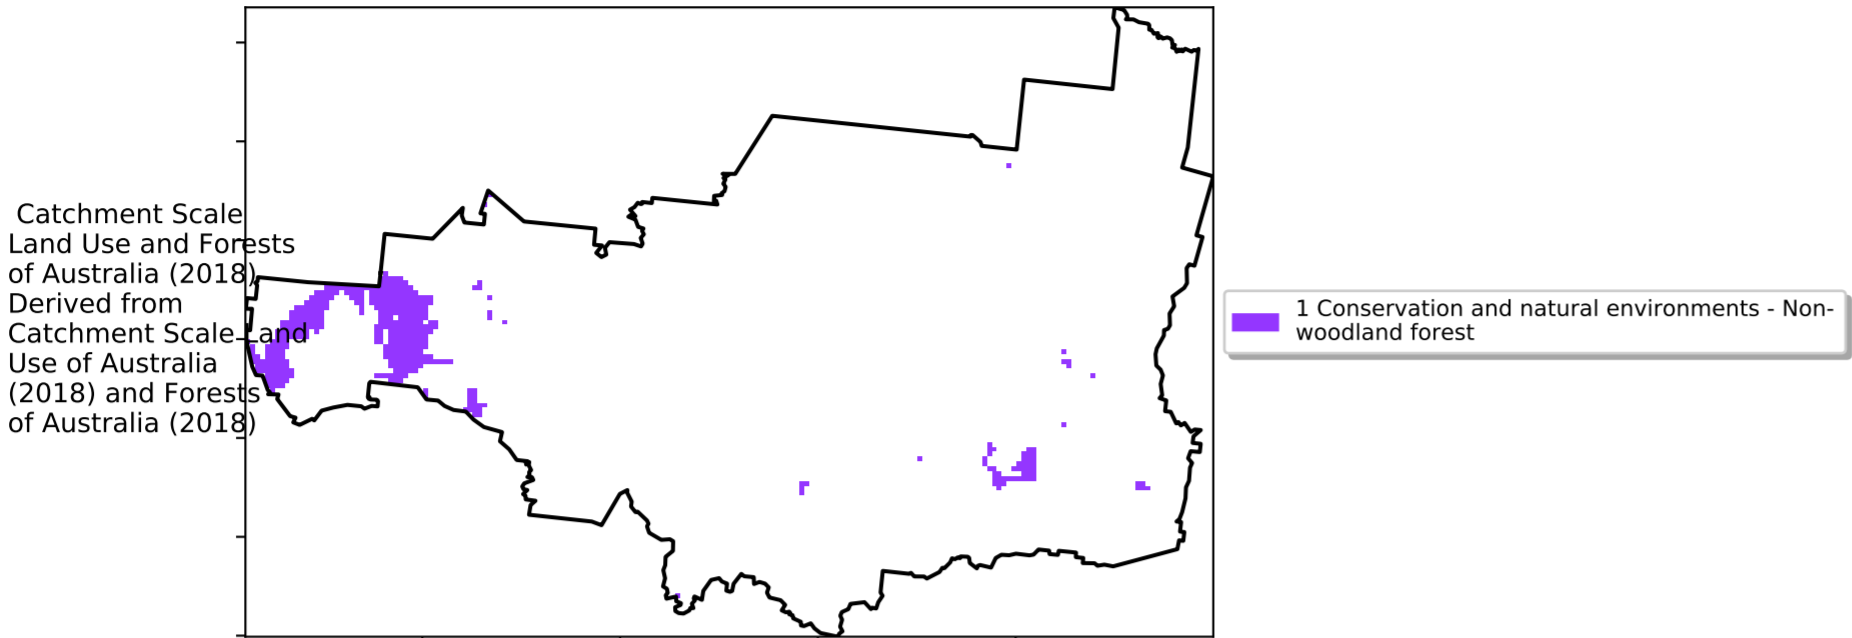 Catchment Scale
Land Use and Forests
of Australia (2018)
Derived from
Catchment Scale Land
Use of Australia
(2018) and Forests
of Australia (2018)
1 Conservation and natural environments - Non-
woodland forest